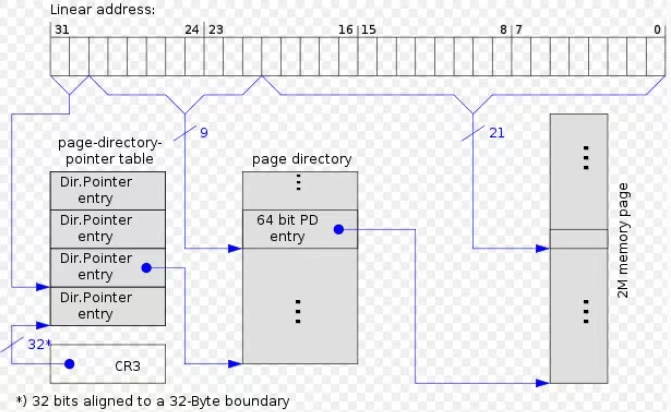 Linear address:
31 24 23 16 15 8 7 0
9
21
page-directory-
pointer table
page directory
Dir.Pointer
entry
Dir.Pointer
entry
Dir.Pointer
entry
Dir.Pointer
entry
64 bit PD
entry
2M memory page
32*
CR3
*) 32 bits aligned to a 32-Byte boundary